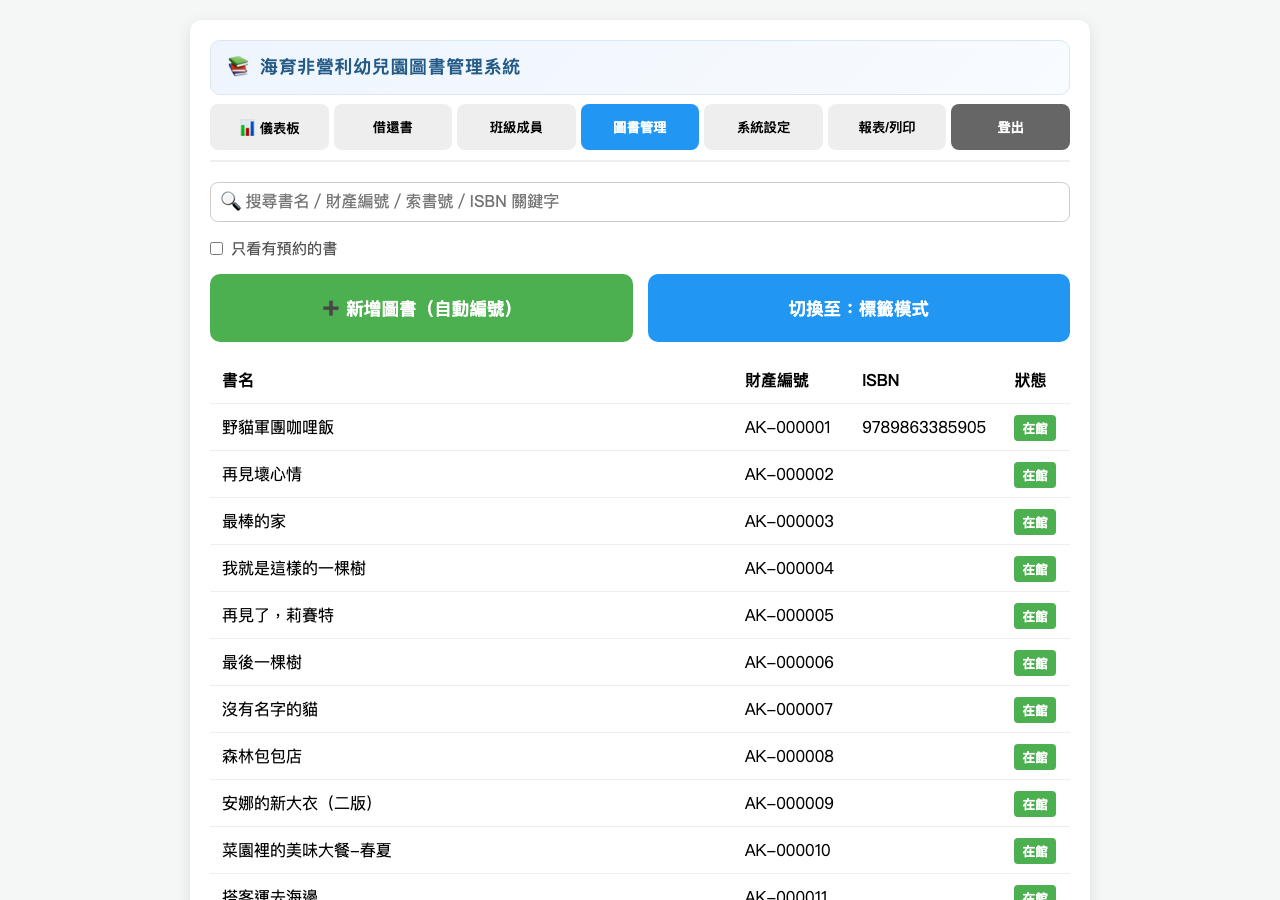 海育非營利幼兒園圖書管理系統
儀表板 借還書 班級成員 圖書管理 系統設定 報表/列印 登出
搜尋書名 / 財產編號 / 索書號 / ISBN 關鍵字
只看有預約的書
新增圖書（自動編號） 切換至：標籤模式
書名 財產編號 ISBN 狀態
野貓軍團咖哩飯 AK-000001 9789863385905 在館
再見壞心情 AK-000002 在館
最棒的家 AK-000003 在館
我就是這樣的一棵樹 AK-000004 在館
再見了，莉賽特 AK-000005 在館
最後一棵樹 AK-000006 在館
沒有名字的貓 AK-000007 在館
森林包包店 AK-000008 在館
安娜的新大衣（二版） AK-000009 在館
菜園裡的美味大餐-春夏 AK-000010 在館
搭客運去海邊 AK-000011 在館